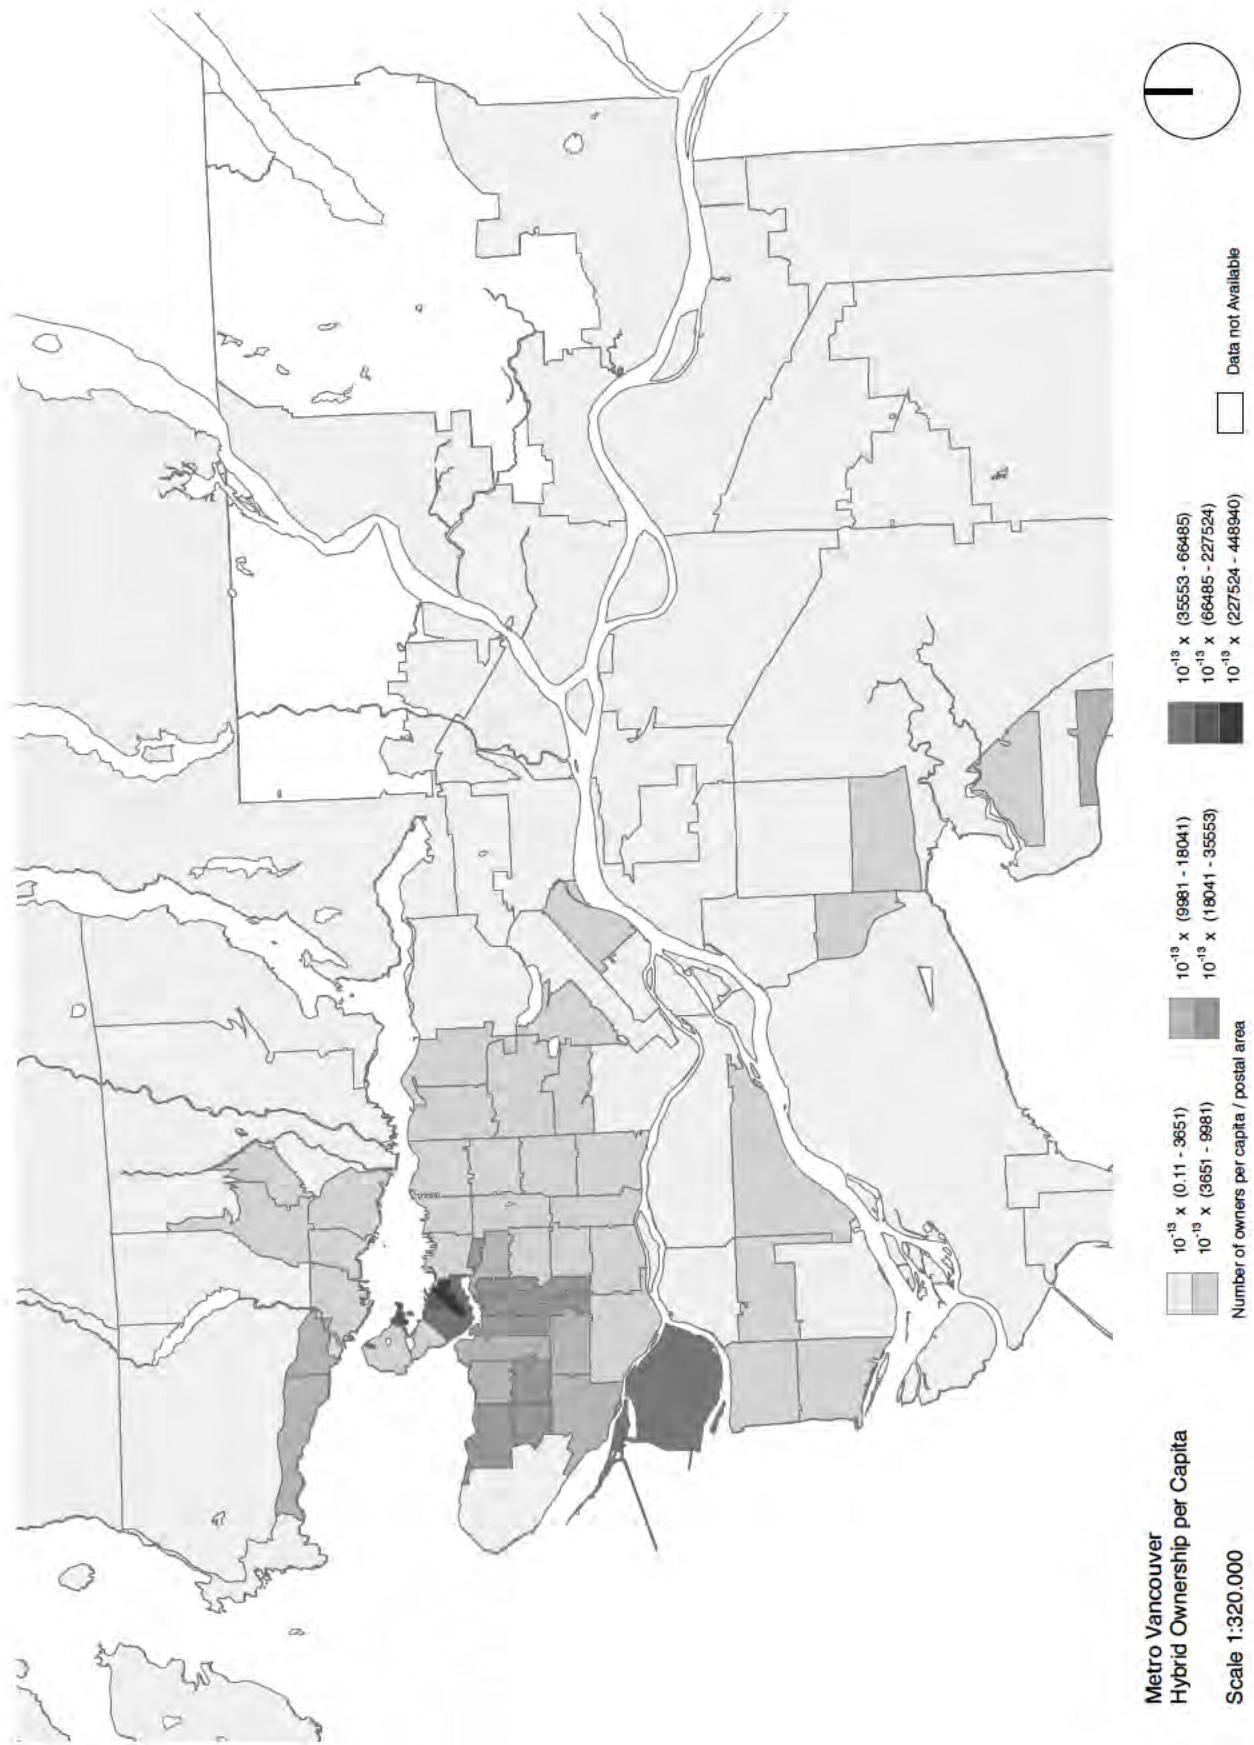 Metro Vancouver
Hybrid Ownership per Capita
Scale 1:320.000
10⁻¹³ x (0.11 - 3651)
10⁻¹³ x (3651 - 9981)
Number of owners per capita / postal area
10⁻¹³ x (9981 - 18041)
10⁻¹³ x (18041 - 35553)
10⁻¹³ x (35553 - 66485)
10⁻¹³ x (66485 - 227524)
10⁻¹³ x (227524 - 448940)
Data not Available